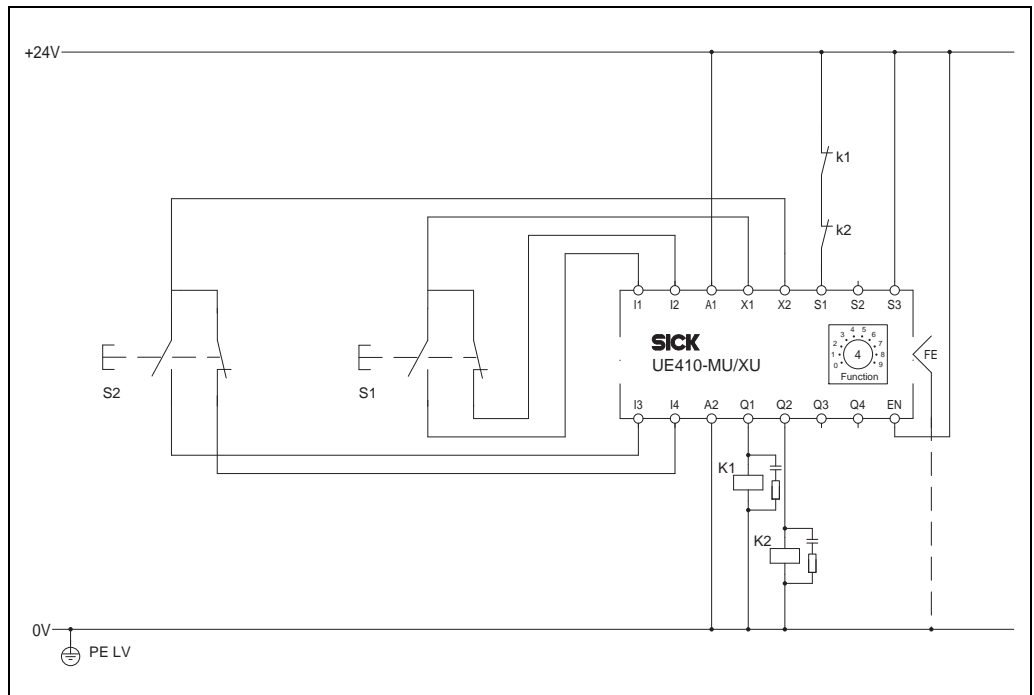 +24V
k1
k2
I1 I2 A1 X1 X2 S1 S2 S3
SICK
UE410-MU/XU
0 1 2 3 4 5 6 7 8 9
4
Function
FE
S2
S1
I3 I4 A2 Q1 Q2 Q3 Q4 EN
K1
K2
0V
PE LV